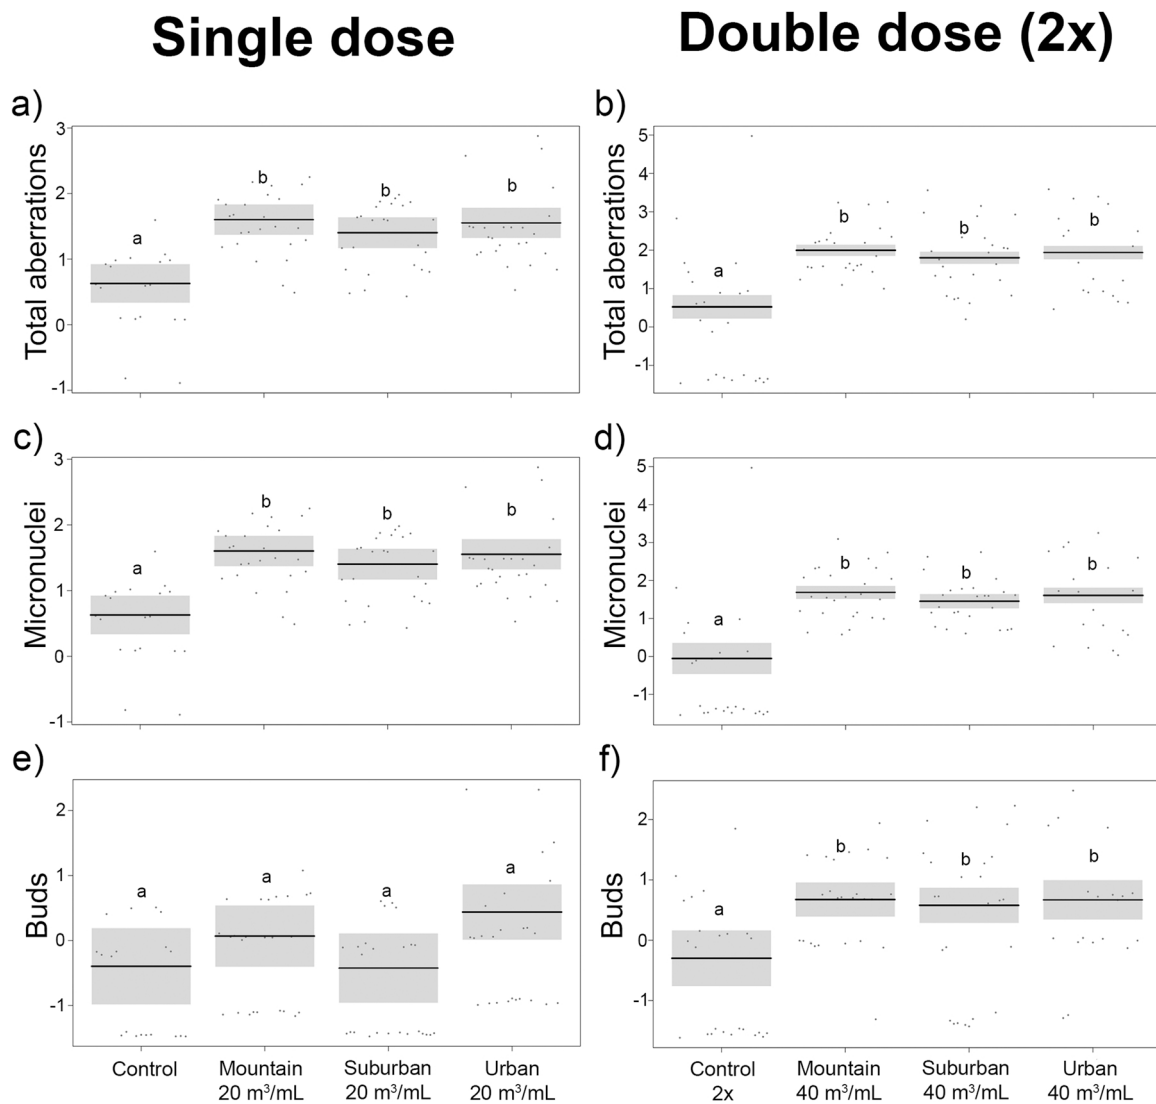 Single dose
Double dose (2x)
a)
b)
Total aberrations
3
2
1
0
-1
a
b
b
b
Total aberrations
5
4
3
2
1
0
-1
a
b
b
b
c)
d)
Micronuclei
3
2
1
0
-1
a
b
b
b
Micronuclei
5
4
3
2
1
0
-1
a
b
b
b
e)
f)
Buds
2
1
0
-1
a
a
a
a
Buds
2
1
0
-1
a
b
b
b
Control
Mountain
20 m³/mL
Suburban
20 m³/mL
Urban
20 m³/mL
Control
2x
Mountain
40 m³/mL
Suburban
40 m³/mL
Urban
40 m³/mL